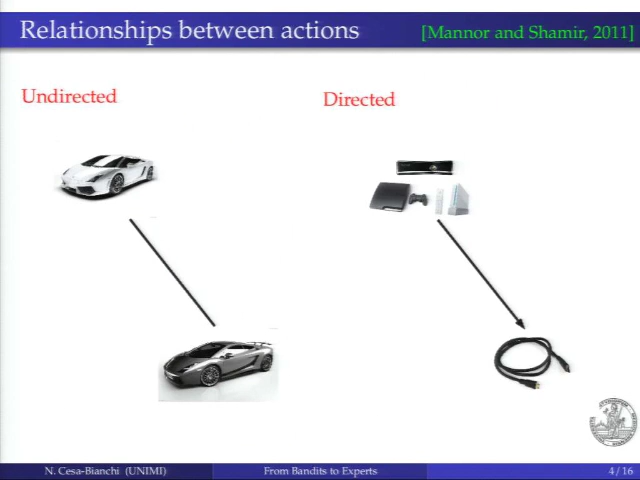 Relationships between actions [Mannor and Shamir, 2011]
Undirected
Directed
N. Cesa-Bianchi (UNIMI) From Bandits to Experts 4 / 16